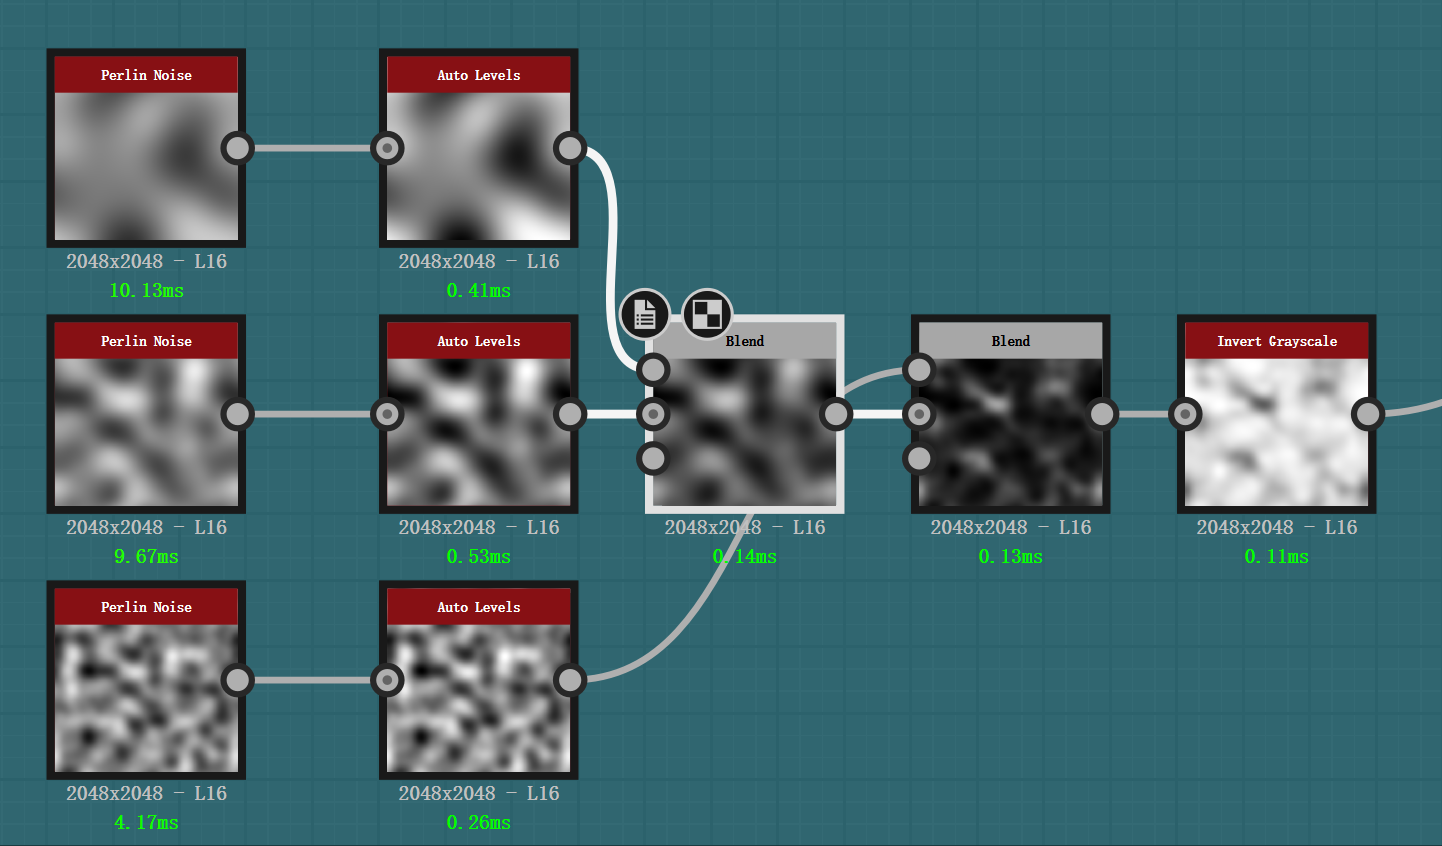 Perlin Noise
Auto Levels
2048x2048 - L16
2048x2048 - L16
10.13ms
0.41ms
Perlin Noise
Auto Levels
Blend
Blend
Invert Grayscale
2048x2048 - L16
2048x2048 - L16
2048x2048 - L16
2048x2048 - L16
2048x2048 - L16
9.67ms
0.53ms
0.14ms
0.13ms
0.11ms
Perlin Noise
Auto Levels
2048x2048 - L16
2048x2048 - L16
4.17ms
0.26ms